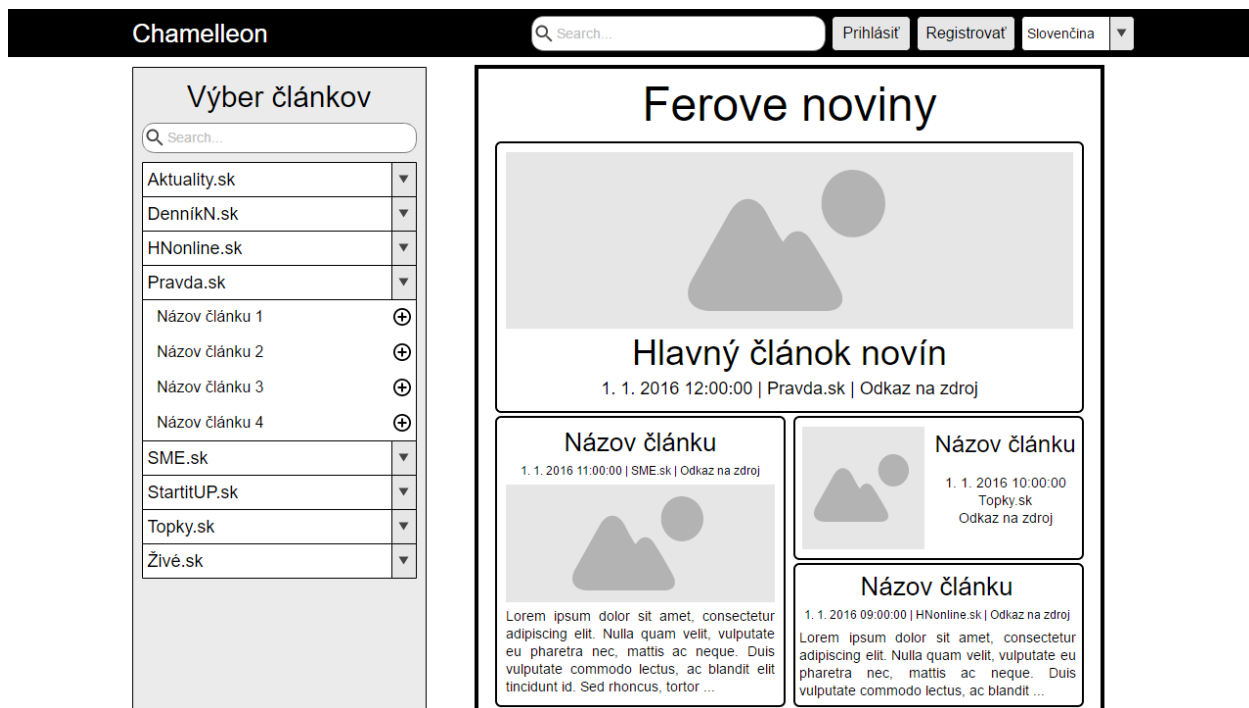 Chamelleon
Search...
Prihlásiť
Registrovať
Slovenčina
Výber článkov
Search...
Aktuality.sk
DenníkN.sk
HNonline.sk
Pravda.sk
Názov článku 1
Názov článku 2
Názov článku 3
Názov článku 4
SME.sk
StartitUP.sk
Topky.sk
Živé.sk
Ferove noviny
Hlavný článok novín
1. 1. 2016 12:00:00 | Pravda.sk | Odkaz na zdroj
Názov článku
1. 1. 2016 11:00:00 | SME.sk | Odkaz na zdroj
Lorem ipsum dolor sit amet, consectetur
adipiscing elit. Nulla quam velit, vulputate
eu pharetra nec, mattis ac neque. Duis
vulputate commodo lectus, ac blandit elit
tincidunt id. Sed rhoncus, tortor ...
Názov článku
1. 1. 2016 10:00:00
Topky.sk
Odkaz na zdroj
Názov článku
1. 1. 2016 09:00:00 | HNonline.sk | Odkaz na zdroj
Lorem ipsum dolor sit amet, consectetur
adipiscing elit. Nulla quam velit, vulputate eu
pharetra nec, mattis ac neque. Duis
vulputate commodo lectus, ac blandit ...